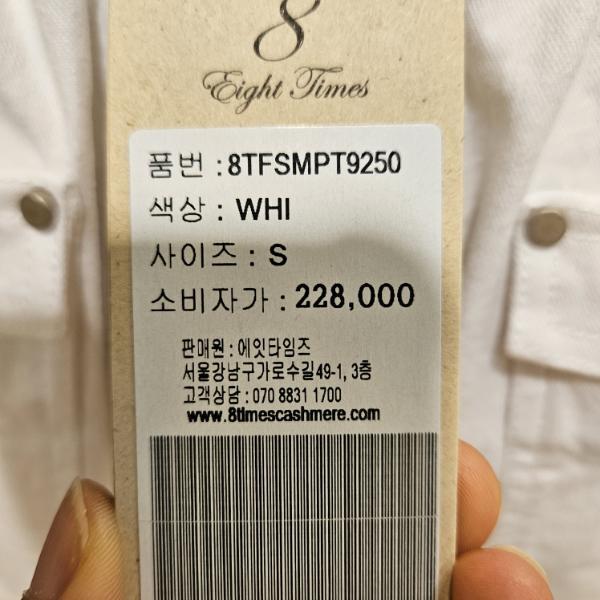 8
Eight Times
품번 : 8TFSMPT9250
색상 : WHI
사이즈 : S
소비자가 : 228,000
판매원 : 에잇타임즈
서울강남구가로수길49-1, 3층
고객상담 : 070 8831 1700
www.8timescashmere.com